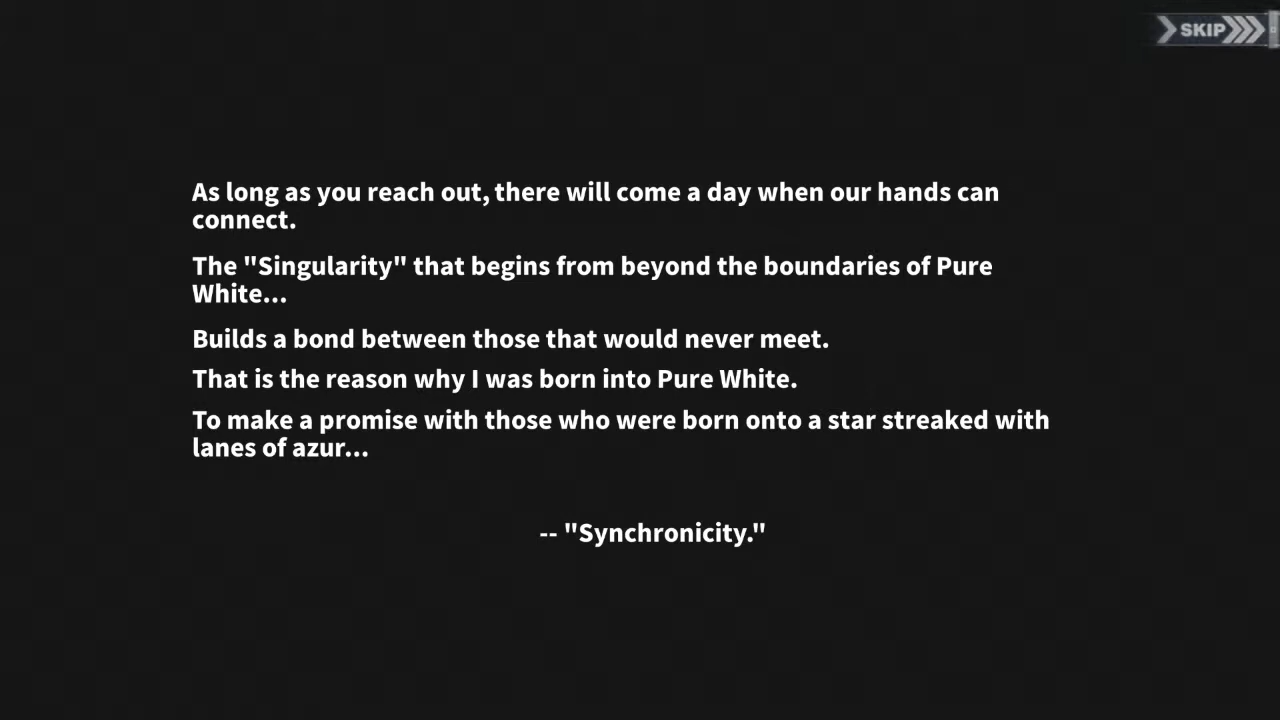 SKIP
As long as you reach out, there will come a day when our hands can
connect.
The "Singularity" that begins from beyond the boundaries of Pure
White...
Builds a bond between those that would never meet.
That is the reason why I was born into Pure White.
To make a promise with those who were born onto a star streaked with
lanes of azur...
-- "Synchronicity."